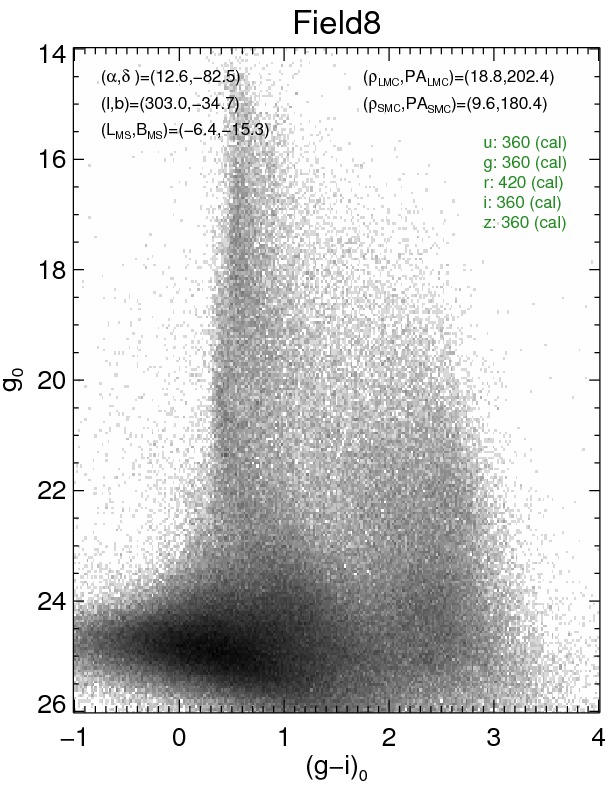 Field8
(α,δ )=(12.6,−82.5)
(ρLMC,PALMC)=(18.8,202.4)
(l,b)=(303.0,−34.7)
(ρSMC,PASMC)=(9.6,180.4)
(LMS,BMS)=(−6.4,−15.3)
u: 360 (cal)
g: 360 (cal)
r: 420 (cal)
i: 360 (cal)
z: 360 (cal)
14
16
18
20
22
24
26
g0
−1 0 1 2 3 4
(g−i)0